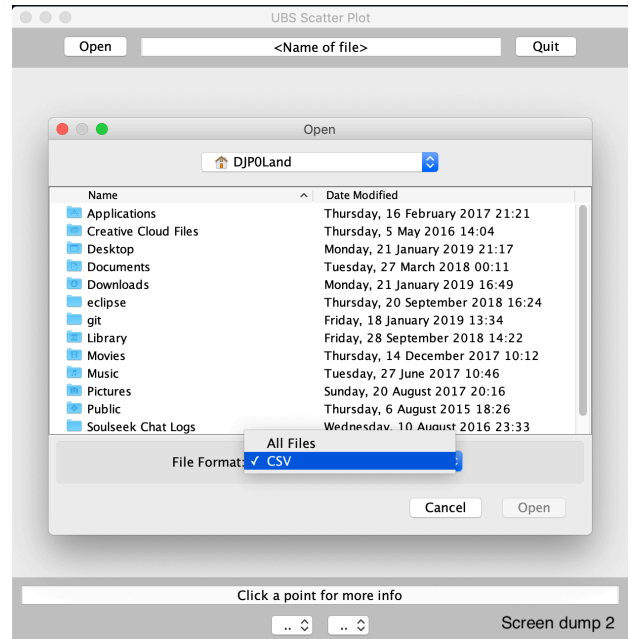 UBS Scatter Plot
Open <Name of file> Quit
Open
DJP0Land
Name Date Modified
Applications Thursday, 16 February 2017 21:21
Creative Cloud Files Thursday, 5 May 2016 14:04
Desktop Monday, 21 January 2019 21:17
Documents Tuesday, 27 March 2018 00:11
Downloads Monday, 21 January 2019 16:49
eclipse Thursday, 20 September 2018 16:24
git Friday, 18 January 2019 13:34
Library Friday, 28 September 2018 14:22
Movies Thursday, 14 December 2017 10:12
Music Tuesday, 27 June 2017 10:46
Pictures Sunday, 20 August 2017 20:16
Public Thursday, 6 August 2015 18:26
Soulseek Chat Logs Wednesday, 10 August 2016 23:33
All Files
File Format: ✓ CSV
Cancel Open
Click a point for more info
.. .. Screen dump 2